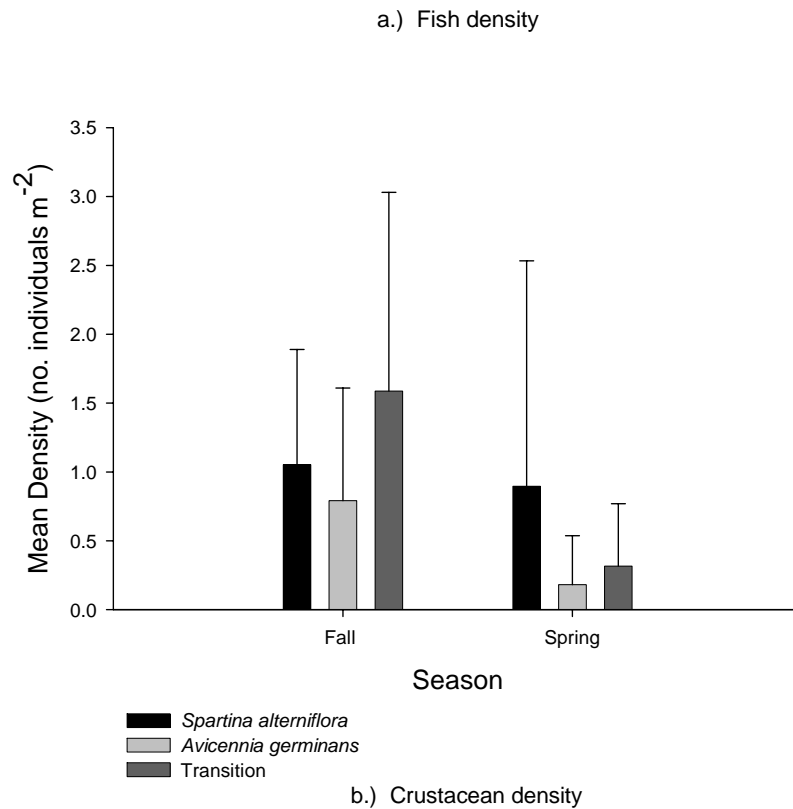 a.) Fish density
Mean Density (no. individuals m-2)
3.5
3.0
2.5
2.0
1.5
1.0
0.5
0.0
Fall Spring
Season
Spartina alterniflora
Avicennia germinans
Transition
b.) Crustacean density